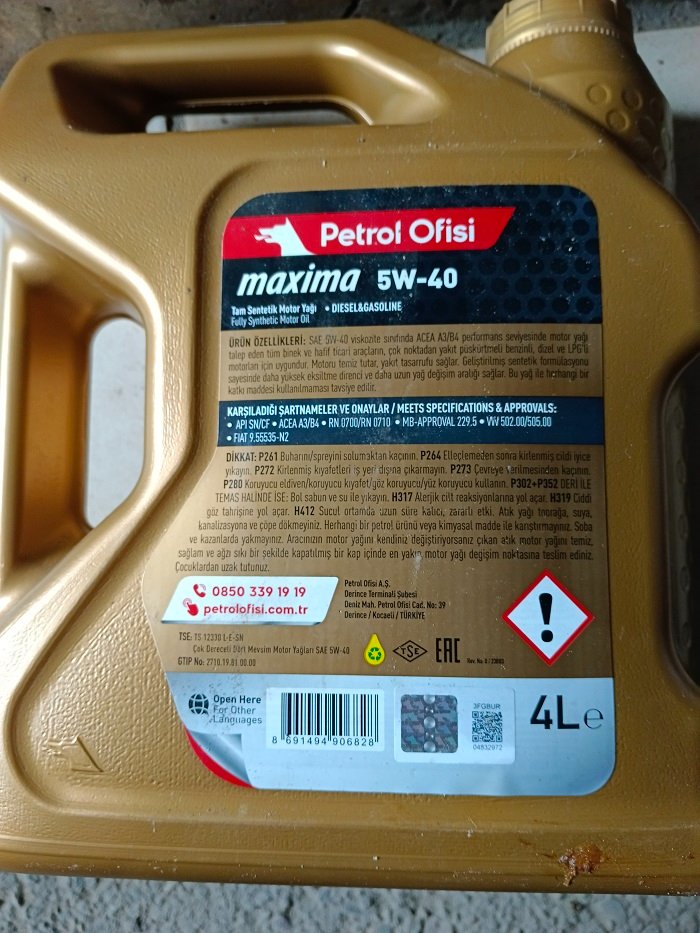 Petrol Ofisi
maxima 5W-40
Tam Sentetik Motor Yağı • DIESEL&GASOLINE
Fully Synthetic Motor Oil
ÜRÜN ÖZELLİKLERİ: SAE 5W-40 viskozite sınıfında ACEA A3/B4 performans seviyesinde motor yağı
talep eden tüm binek ve hafif ticari araçların, çok noktadan yakıt püskürtmeli benzinli, dizel ve LPG'li
motorları için uygundur. Motoru temiz tutar, yakıt tasarrufu sağlar. Geliştirilmiş sentetik formülasyonu
sayesinde daha yüksek eksiltme direnci ve daha uzun yağ değişim aralığı sağlar. Bu yağ ile herhangi bir
katkı maddesi kullanılmaması tavsiye edilir.
KARŞILADIĞI ŞARTNAMELER VE ONAYLAR / MEETS SPECIFICATIONS & APPROVALS:
• API SN/CF • ACEA A3/B4 • RN 0700/RN 0710 • MB-APPROVAL 229.5 • VW 502.00/505.00
• FIAT 9.55535-N2
DİKKAT: P261 Buharını/spreyini solumaktan kaçının. P264 Elleçlemeden sonra kirlenmiş cildi iyice
yıkayın. P272 Kirlenmiş kıyafetleri iş yeri dışına çıkarmayın. P273 Çevreye verilmesinden kaçının.
P280 Koruyucu eldiven/koruyucu kıyafet/göz koruyucu/yüz koruyucu kullanın. P302+P352 DERİ İLE
TEMAS HALİNDE İSE: Bol sabun ve su ile yıkayın. H317 Alerjik cilt reaksiyonlarına yol açar. H319 Ciddi
göz tahrişine yol açar. H412 Sucul ortamda uzun süre kalıcı, zararlı etki. Atık yağı toprağa, suya,
kanalizasyona ve çöpe dökmeyiniz. Herhangi bir petrol ürünü veya kimyasal madde ile karıştırmayınız. Soba
ve kazanlarda yakmayınız. Aracınızın motor yağını kendiniz değiştiriyorsanız çıkan atık motor yağını temiz,
sağlam ve ağzı sıkı bir şekilde kapatılmış bir kap içinde en yakın motor yağı değişim noktasına teslim ediniz.
Çocuklardan uzak tutunuz.
0850 339 19 19
petrolofisi.com.tr
Petrol Ofisi A.Ş.
Derince Terminali Şubesi
Deniz Mah. Petrol Ofisi Cad. No: 39
Derince / Kocaeli / TÜRKİYE
TSE: TS 12330 L-E-SN
Çok Dereceli Dört Mevsim Motor Yağları SAE 5W-40
GTIP No: 2710.19.81.00.00
TSE
EAC
Open Here
For Other
Languages
8 691494 906828
3FGBUR
04832972
4L e